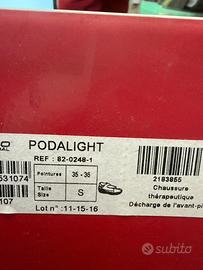 PODALIGHT
REF : 82-0248-1
531074
Pointures
35 - 36
Taille
Size
S
2183855
Chaussure
thérapeutique
Décharge de l'avant-pi
107
Lot n° :11-15-16
subito